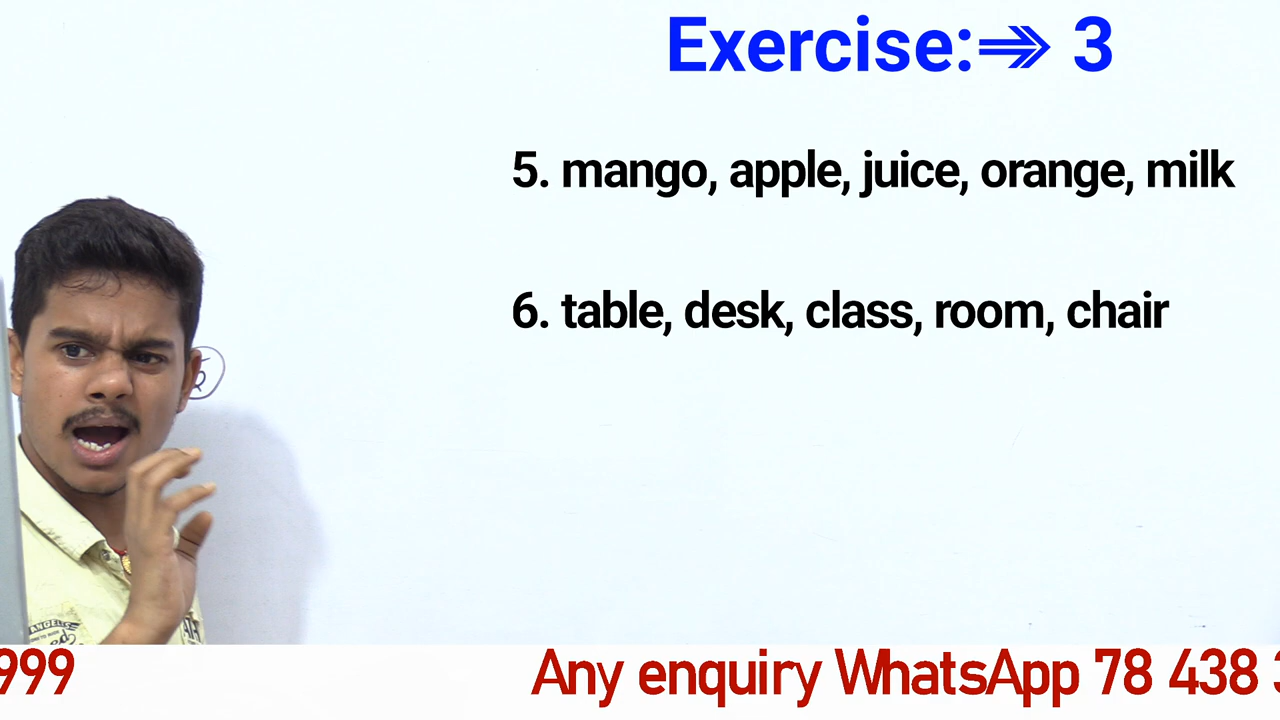 Exercise:⇛ 3
5. mango, apple, juice, orange, milk
6. table, desk, class, room, chair
999
Any enquiry WhatsApp 78 438